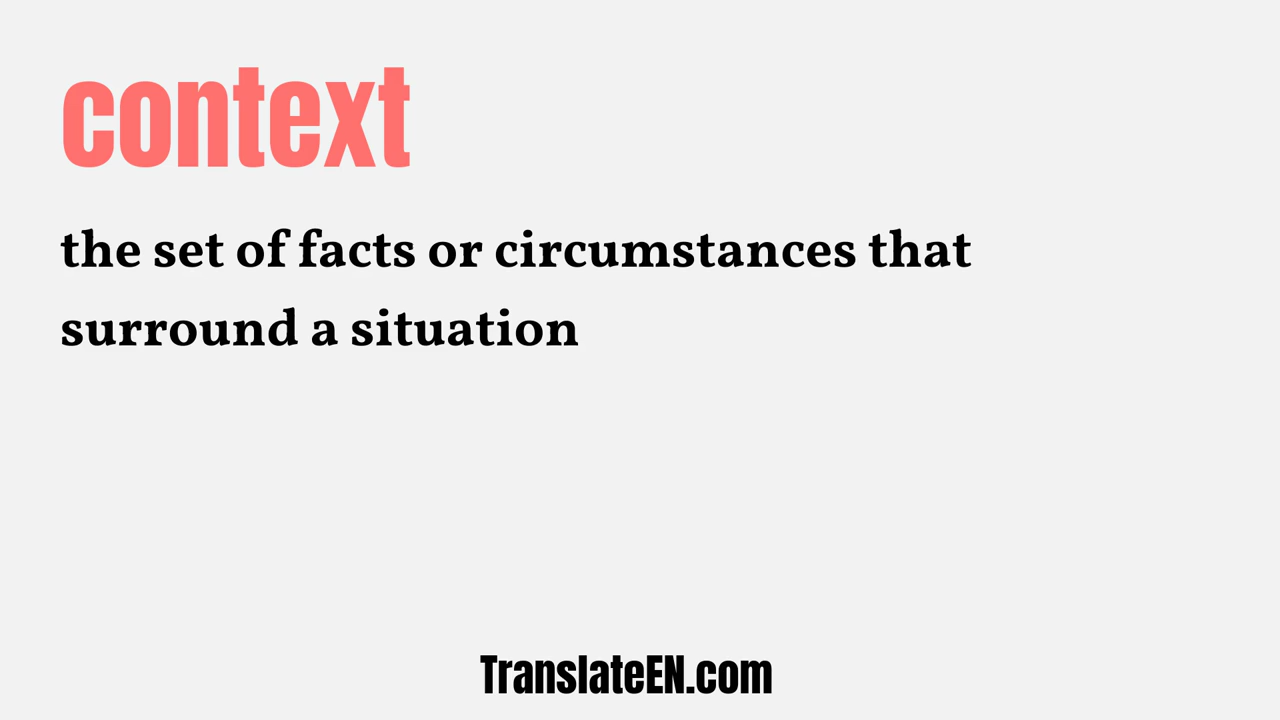 context
the set of facts or circumstances that
surround a situation
TranslateEN.com